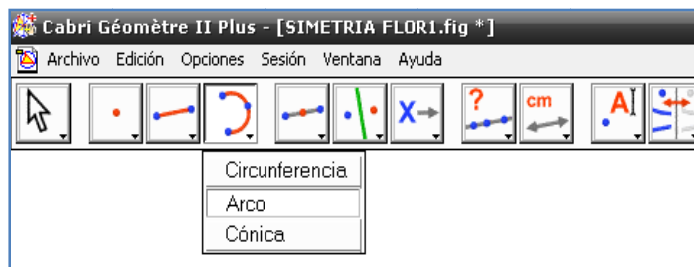 Cabri Géomètre II Plus - [SIMETRIA FLOR1.fig *]
Archivo Edición Opciones Sesión Ventana Ayuda
X ? cm A
Circunferencia
Arco
Cónica